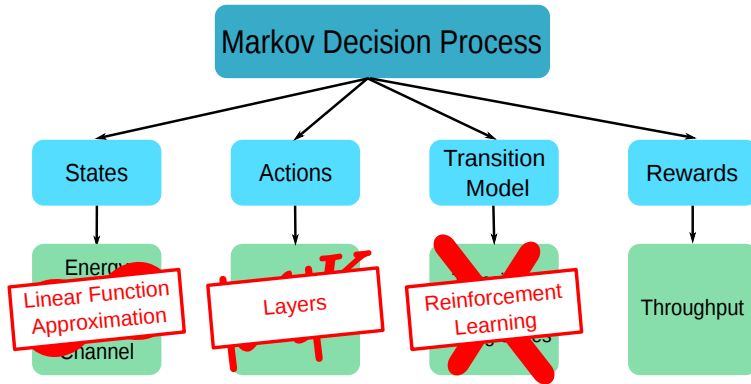 Markov Decision Process
States
Actions
Transition
Model
Rewards
Energy
Channel
Linear Function
Approximation
Layers
Reinforcement
Learning
Throughput